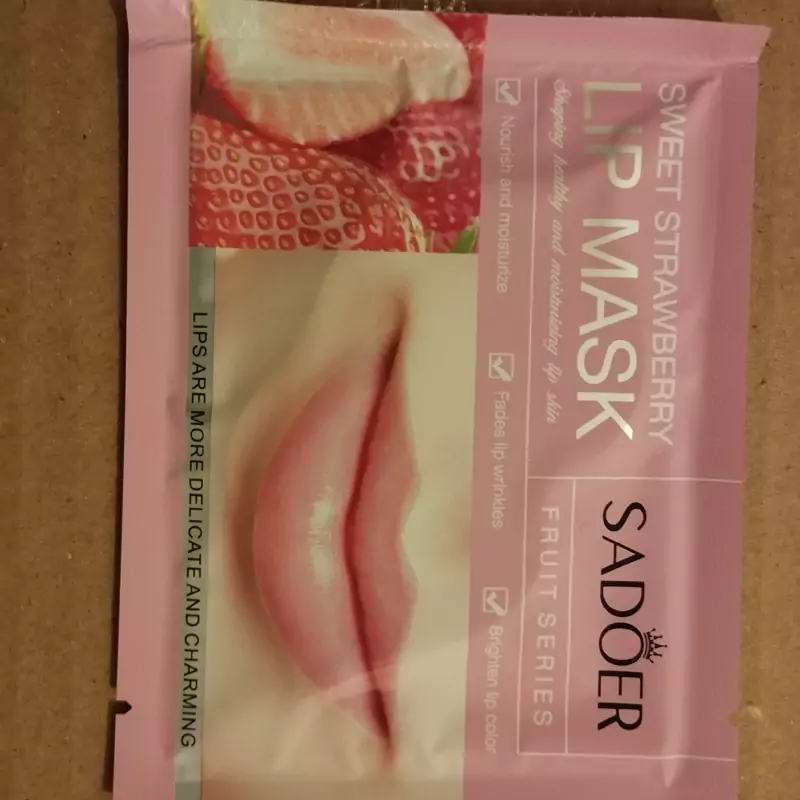 SWEET STRAWBERRY
LIP MASK
Shaping healthy and moisturizing lip skin
SADOER
FRUIT SERIES
Nourish and moisturize
Fades lip wrinkles
Brighten lip color
LIPS ARE MORE DELICATE AND CHARMING